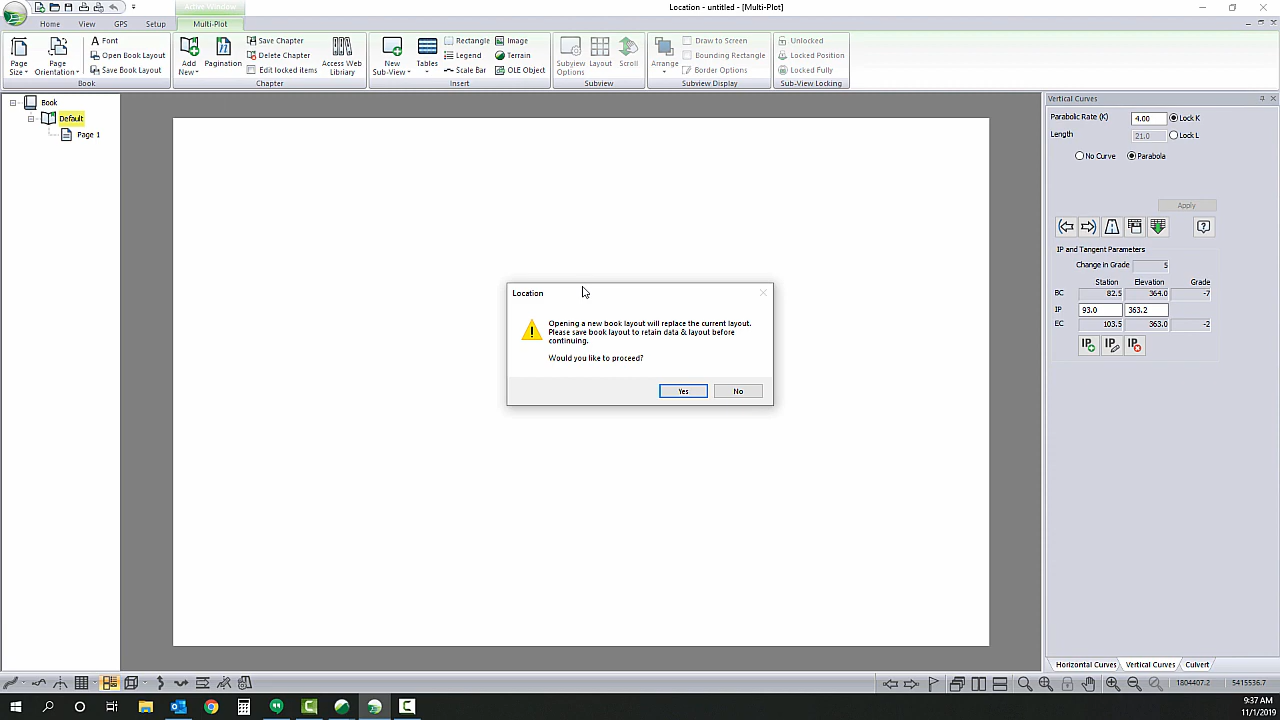 Active Window
Location - untitled - [Multi-Plot]
Home View GPS Setup Multi-Plot
Page Size
Page Orientation
Font
Open Book Layout
Save Book Layout
Book
Add New
Pagination
Save Chapter
Delete Chapter
Edit locked items
Access Web Library
Chapter
New Sub-View
Tables
Rectangle
Legend
Scale Bar
Image
Terrain
OLE Object
Insert
Subview Options
Layout
Scroll
Subview
Arrange
Draw to Screen
Bounding Rectangle
Border Options
Subview Display
Unlocked
Locked Position
Locked Fully
Sub-View Locking
Book
Default
Page 1
Location
Opening a new book layout will replace the current layout.
Please save book layout to retain data & layout before
continuing.
Would you like to proceed?
Yes No
Vertical Curves
Parabolic Rate (K) 4.00 Lock K
Length 21.0 Lock L
No Curve Parabola
Apply
IP and Tangent Parameters
Change in Grade 5
Station Elevation Grade
BC 82.5 364.0 -7
IP 93.0 363.2
EC 103.5 363.0 -2
IP IP IP
Horizontal Curves Vertical Curves Culvert
1804407.2 5415536.7
9:37 AM
11/1/2019